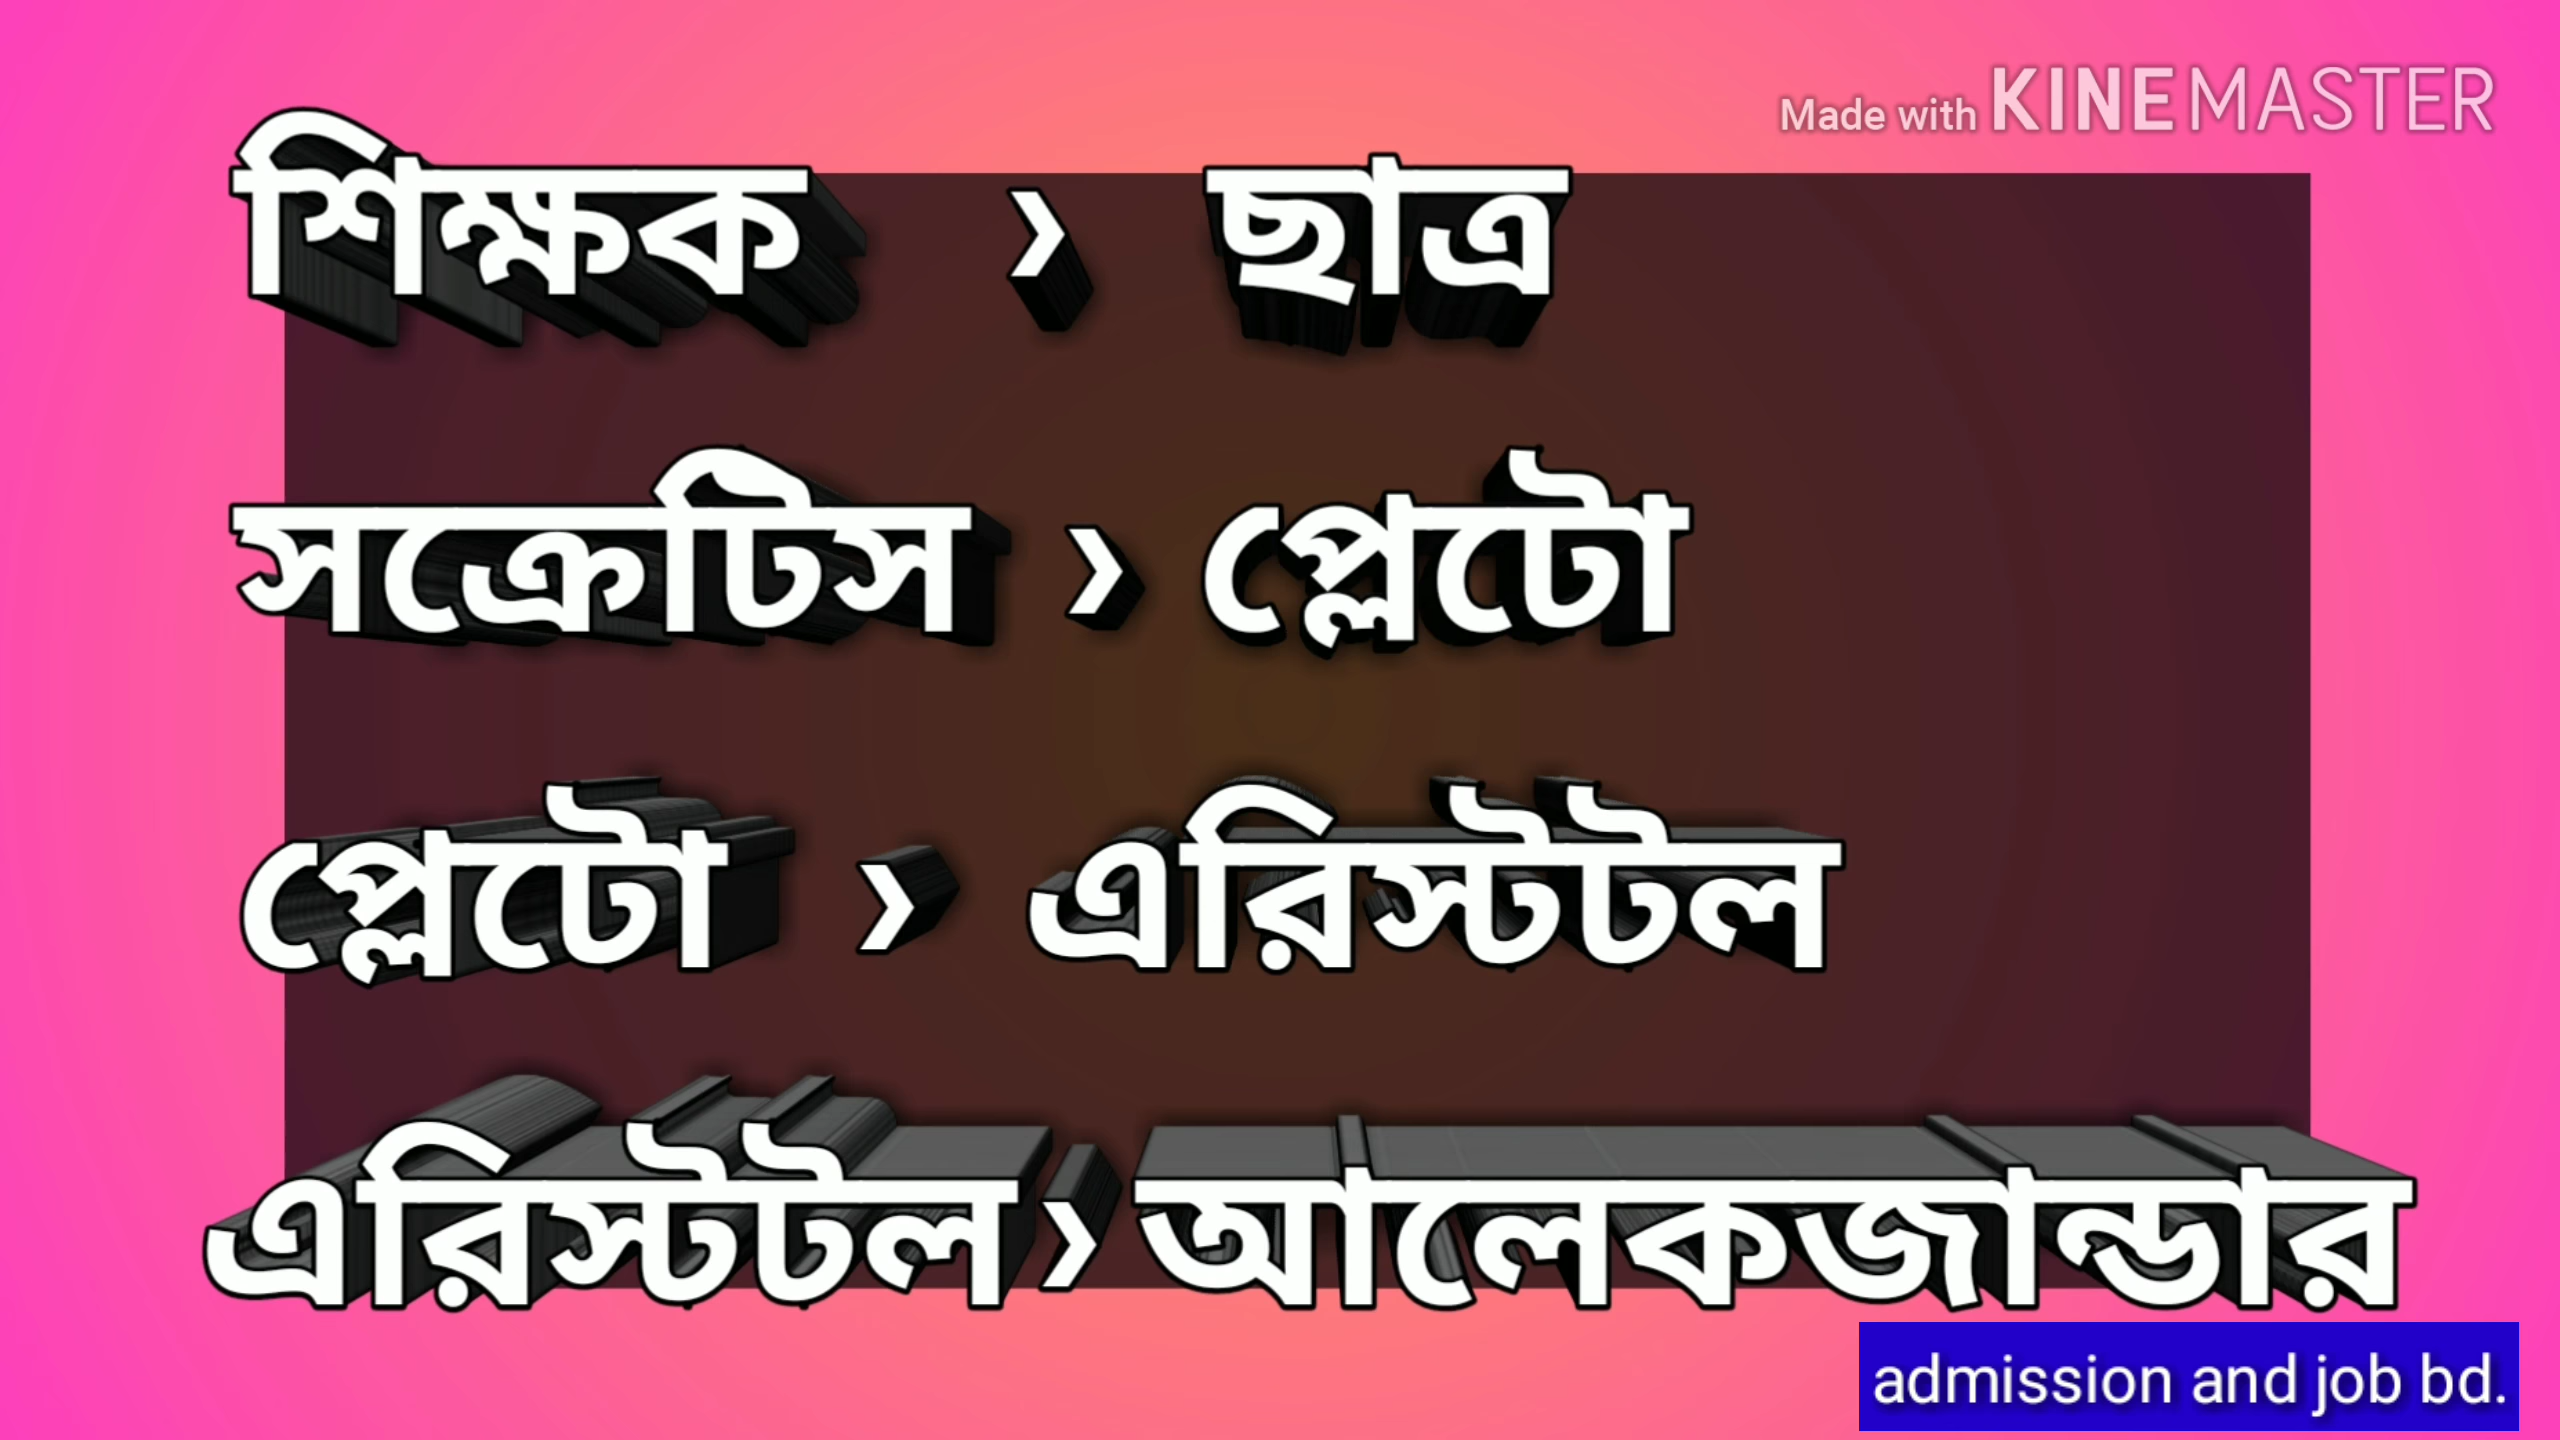 Made with KINEMASTER
শিক্ষক > ছাত্র
সক্রেটিস > প্লেটো
প্লেটো > এরিস্টটল
এরিস্টটল > আলেকজান্ডার
admission and job bd.